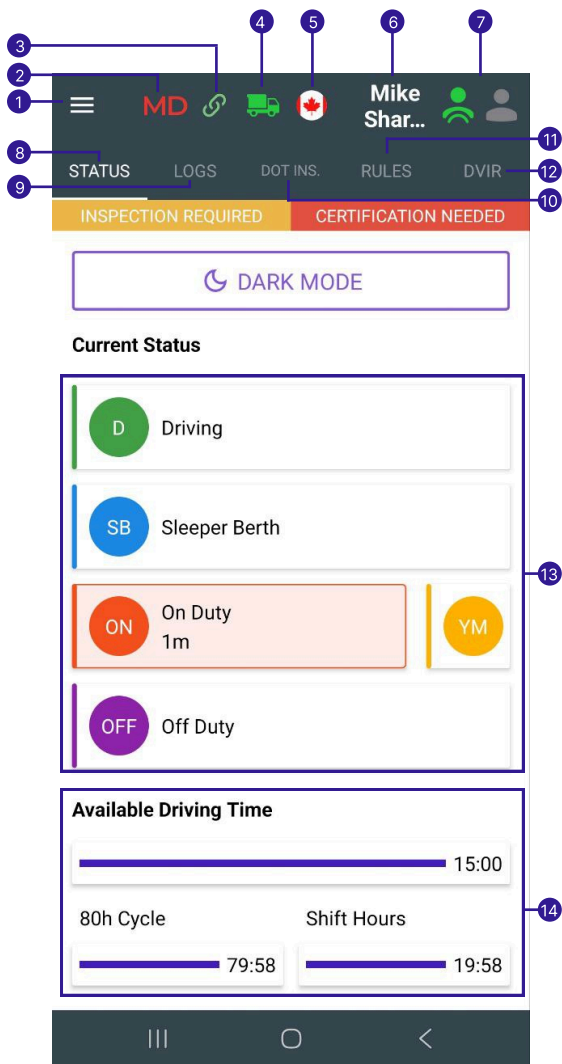 4 5 6 7
3
2
1
MD
Mike
Shar...
8
11
STATUS LOGS DOT INS. RULES DVIR
12
9
10
INSPECTION REQUIRED CERTIFICATION NEEDED
DARK MODE
Current Status
D Driving
SB Sleeper Berth
13
ON On Duty
1m
YM
OFF Off Duty
Available Driving Time
15:00
14
80h Cycle Shift Hours
79:58 19:58